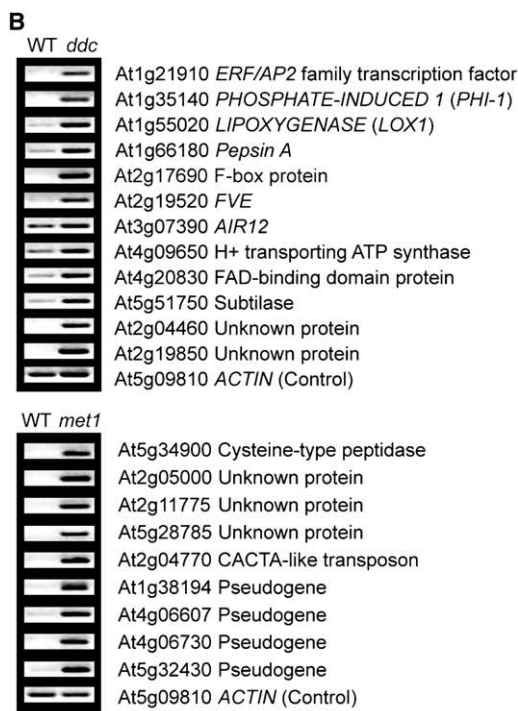 B
WT ddc
At1g21910 ERF/AP2 family transcription factor
At1g35140 PHOSPHATE-INDUCED 1 (PHI-1)
At1g55020 LIPOXYGENASE (LOX1)
At1g66180 Pepsin A
At2g17690 F-box protein
At2g19520 FVE
At3g07390 AIR12
At4g09650 H+ transporting ATP synthase
At4g20830 FAD-binding domain protein
At5g51750 Subtilase
At2g04460 Unknown protein
At2g19850 Unknown protein
At5g09810 ACTIN (Control)
WT met1
At5g34900 Cysteine-type peptidase
At2g05000 Unknown protein
At2g11775 Unknown protein
At5g28785 Unknown protein
At2g04770 CACTA-like transposon
At1g38194 Pseudogene
At4g06607 Pseudogene
At4g06730 Pseudogene
At5g32430 Pseudogene
At5g09810 ACTIN (Control)